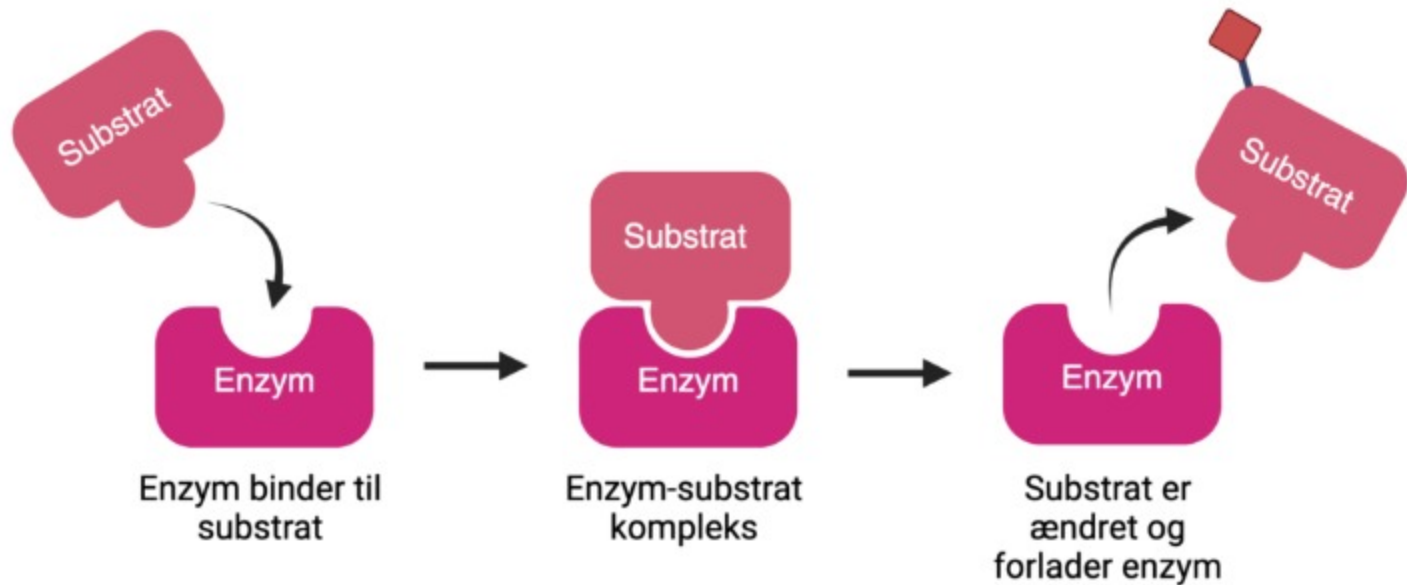 Substrat
Enzym
Enzym binder til
substrat
Substrat
Enzym
Enzym-substrat
kompleks
Substrat
Enzym
Substrat er
ændret og
forlader enzym